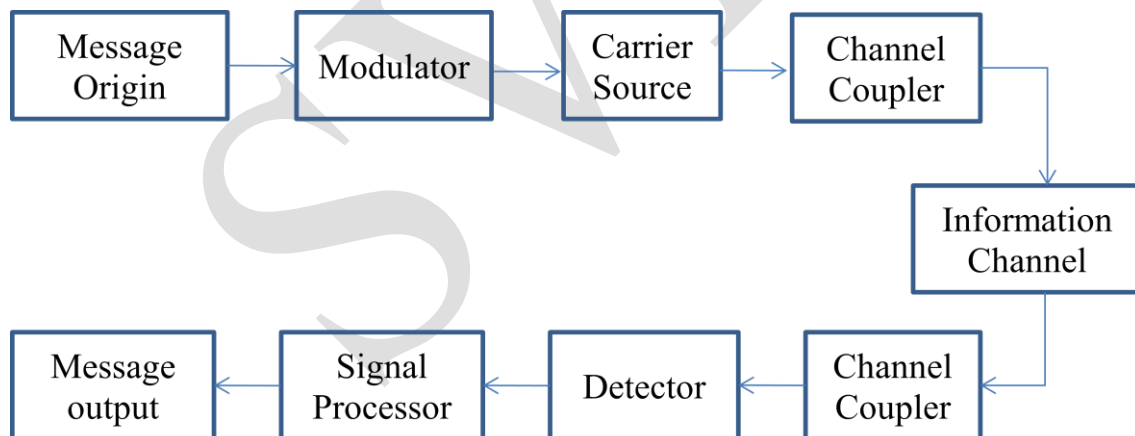 Message
Origin
Modulator
Carrier
Source
Channel
Coupler
Information
Channel
Message
output
Signal
Processor
Detector
Channel
Coupler